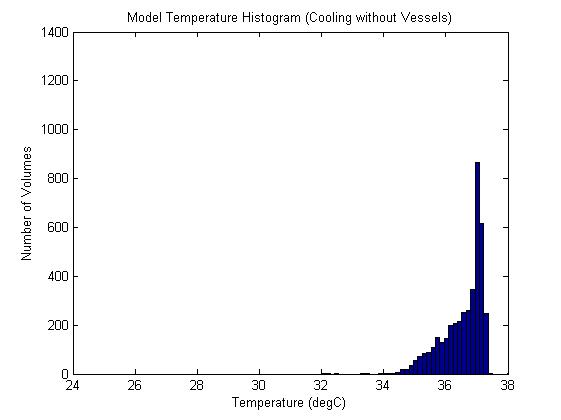 Model Temperature Histogram (Cooling without Vessels)
1400
1200
1000
800
600
400
200
0
Number of Volumes
24 26 28 30 32 34 36 38
Temperature (degC)